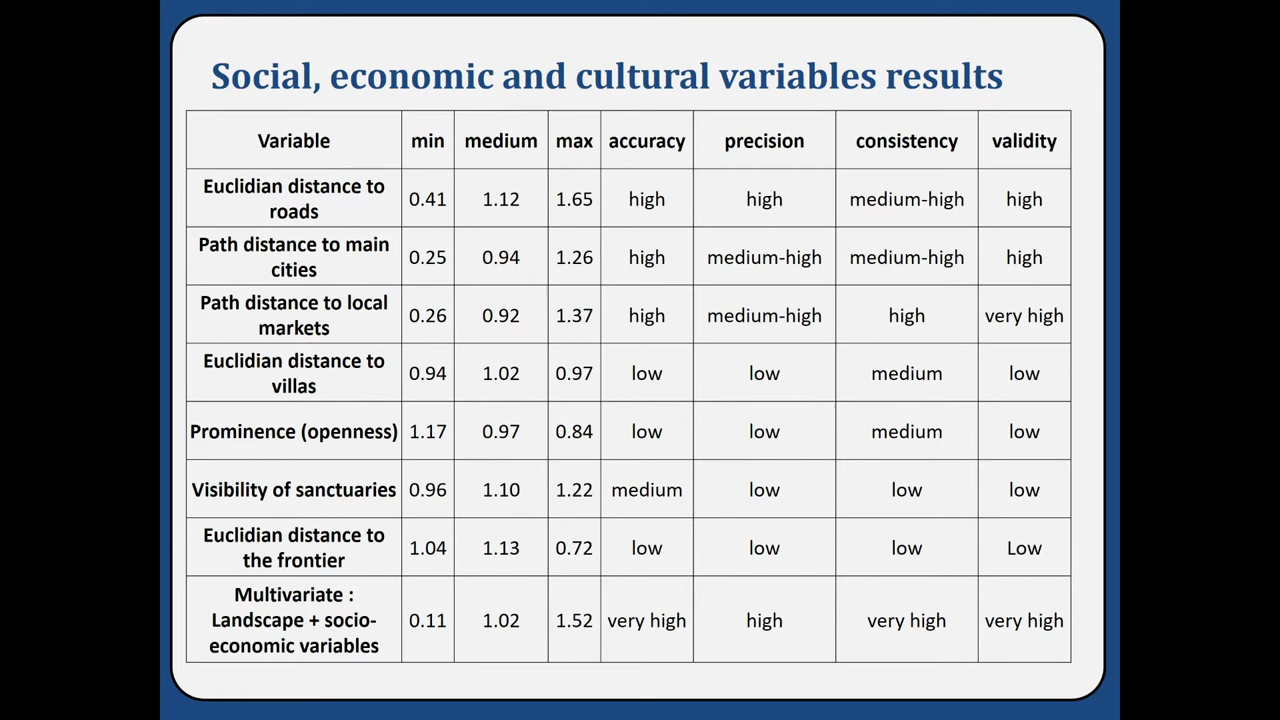 Social, economic and cultural variables results
Variable min medium max accuracy precision consistency validity
Euclidian distance to
roads
0.41 1.12 1.65 high high medium-high high
Path distance to main
cities
0.25 0.94 1.26 high medium-high medium-high high
Path distance to local
markets
0.26 0.92 1.37 high medium-high high very high
Euclidian distance to
villas
0.94 1.02 0.97 low low medium low
Prominence (openness) 1.17 0.97 0.84 low low medium low
Visibility of sanctuaries 0.96 1.10 1.22 medium low low low
Euclidian distance to
the frontier
1.04 1.13 0.72 low low low Low
Multivariate :
Landscape + socio-
economic variables
0.11 1.02 1.52 very high high very high very high